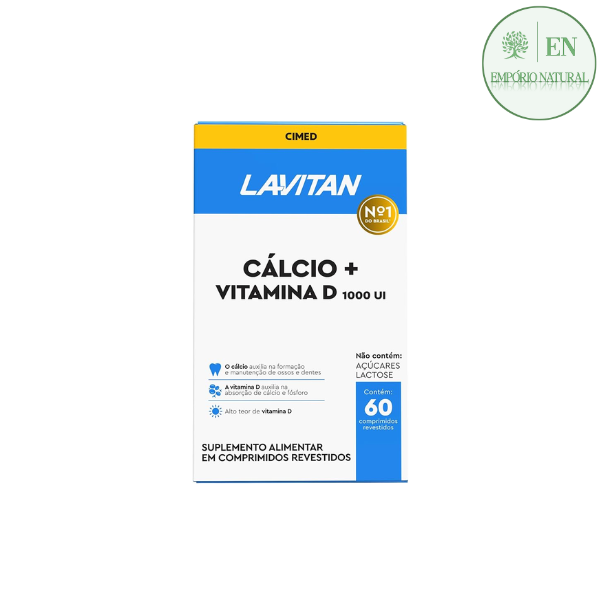 EN
EMPÓRIO NATURAL
CIMED
LAVITAN
Nº1
DO BRASIL
CÁLCIO +
VITAMINA D 1000 UI
O cálcio auxilia na formação
e manutenção de ossos e dentes
A vitamina D auxilia na
absorção de cálcio e fósforo
Alto teor de vitamina D
Não contém:
AÇÚCARES
LACTOSE
Contém:
60
comprimidos
revestidos
SUPLEMENTO ALIMENTAR
EM COMPRIMIDOS REVESTIDOS